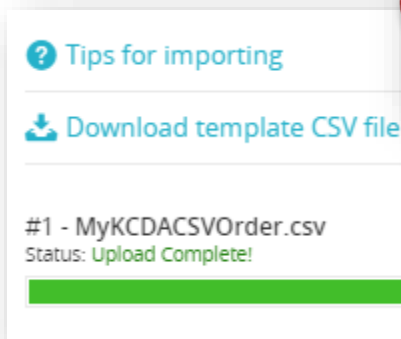 Tips for importing
Download template CSV file
#1 - MyKCDACSVOrder.csv
Status: Upload Complete!